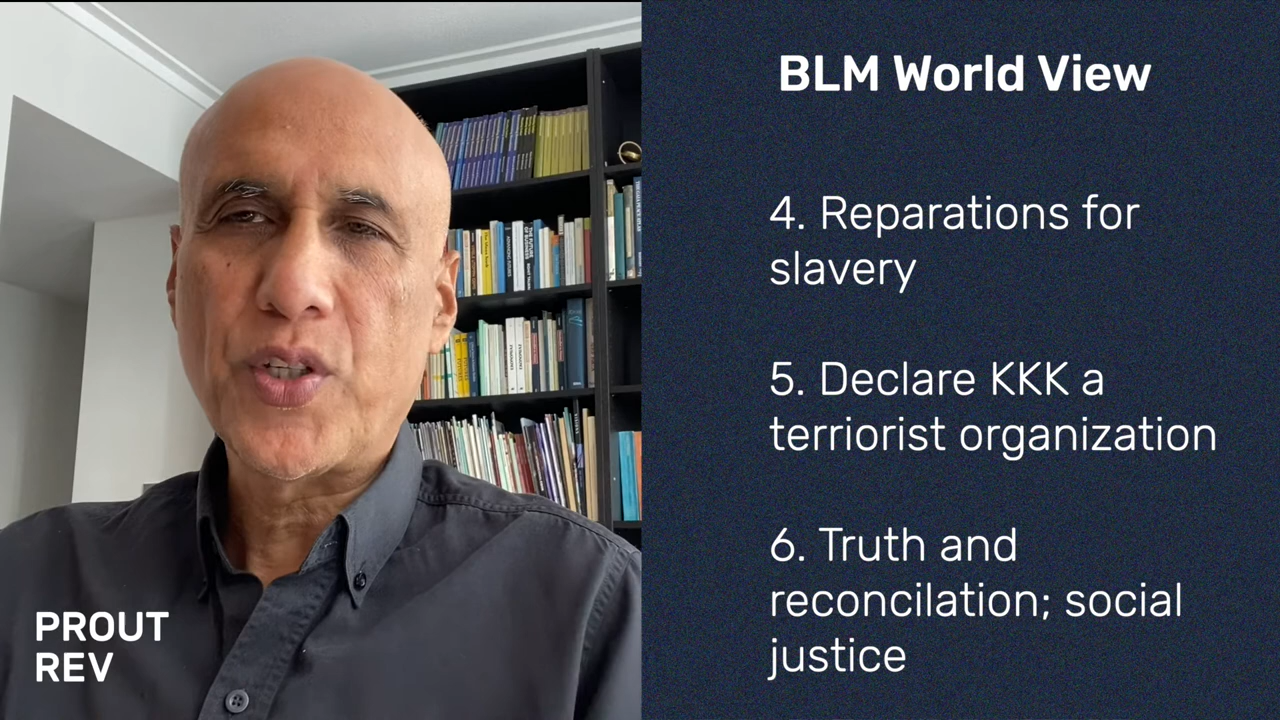 BLM World View
4. Reparations for
slavery
5. Declare KKK a
terriorist organization
6. Truth and
reconcilation; social
justice
PROUT
REV